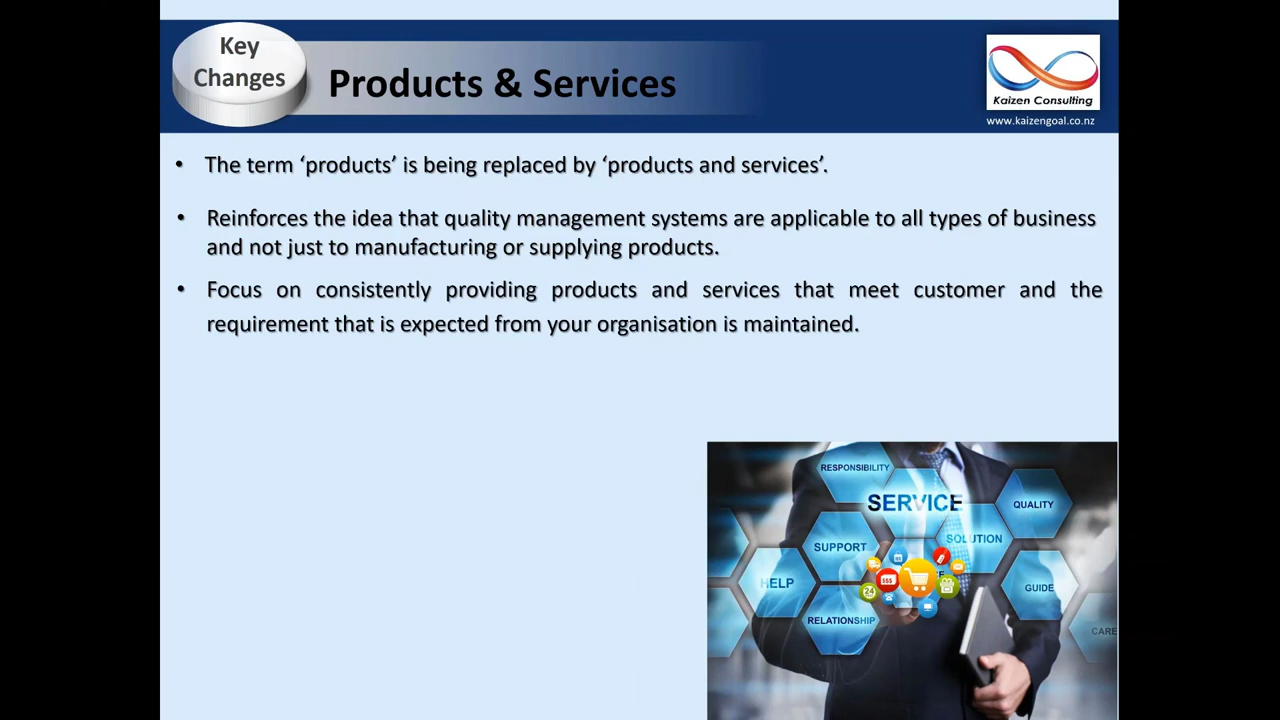 Key
Changes
Products & Services
Kaizen Consulting
www.kaizengoal.co.nz
• The term ‘products’ is being replaced by ‘products and services’.
• Reinforces the idea that quality management systems are applicable to all types of business
and not just to manufacturing or supplying products.
• Focus on consistently providing products and services that meet customer and the
requirement that is expected from your organisation is maintained.
RESPONSIBILITY
SERVICE
QUALITY
SUPPORT
SOLUTION
HELP
$$$
24
GUIDE
RELATIONSHIP
CARE